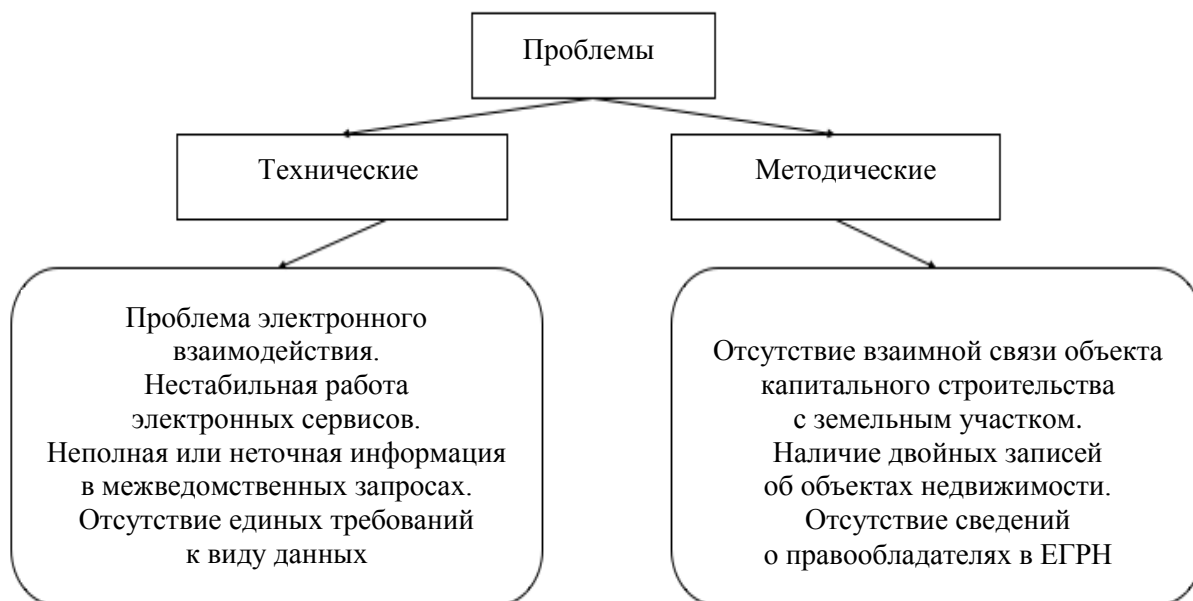 Проблемы
Технические
Методические
Проблема электронного
взаимодействия.
Нестабильная работа
электронных сервисов.
Неполная или неточная информация
в межведомственных запросах.
Отсутствие единых требований
к виду данных
Отсутствие взаимной связи объекта
капитального строительства
с земельным участком.
Наличие двойных записей
об объектах недвижимости.
Отсутствие сведений
о правообладателях в ЕГРН